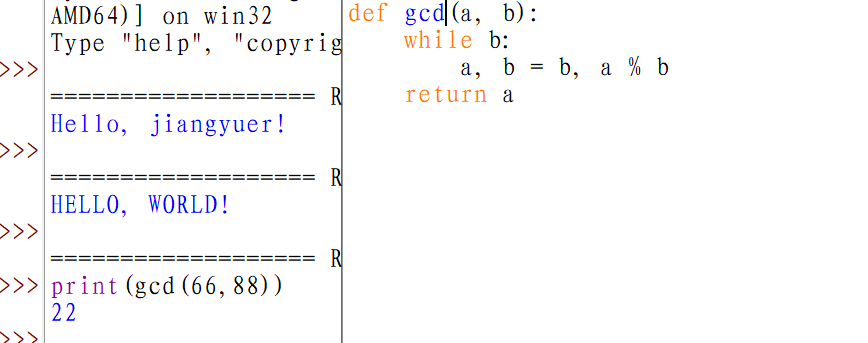 AMD64)] on win32
Type "help", "copyrig
>>>
=================== R
Hello, jiangyuer!
>>>
=================== R
HELLO, WORLD!
>>>
=================== R
>>> print(gcd(66,88))
22
>>>
def gcd(a, b):
    while b:
        a, b = b, a % b
    return a